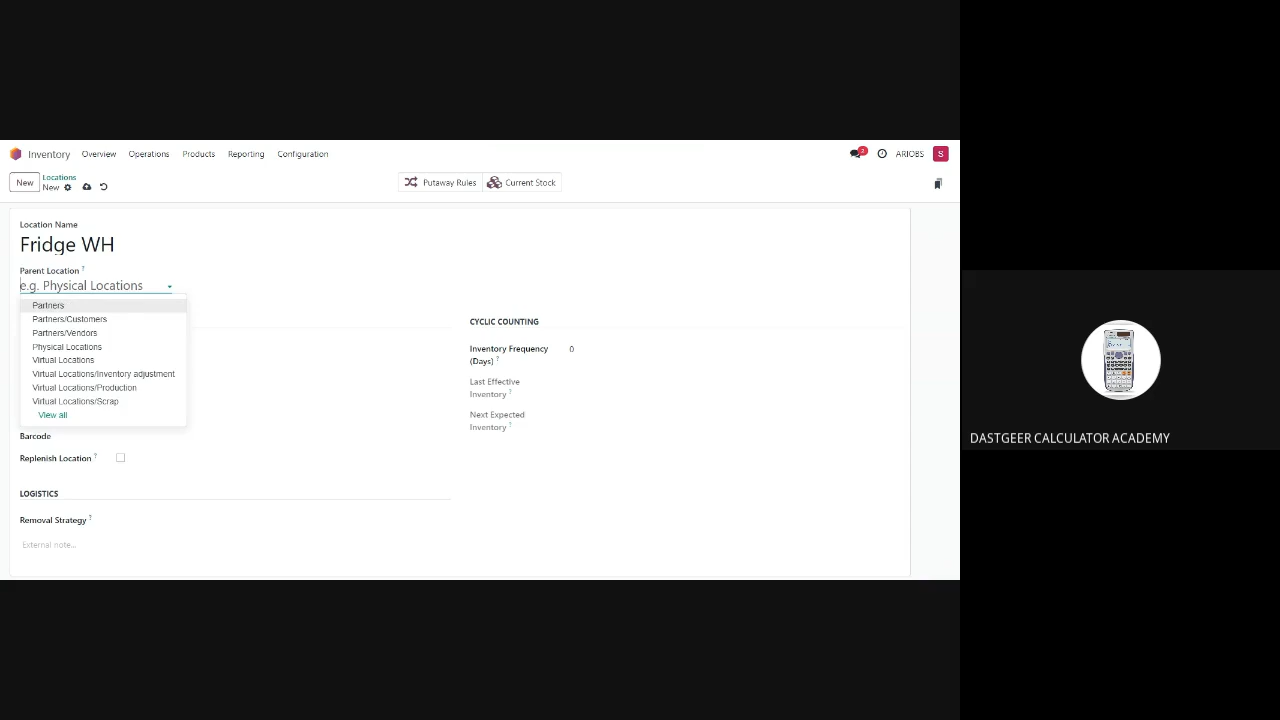 Inventory Overview Operations Products Reporting Configuration
2 ARIOBS S
New Locations
New
Putaway Rules Current Stock
Location Name
Fridge WH
Parent Location ?
e.g. Physical Locations
Partners
Partners/Customers
Partners/Vendors
Physical Locations
Virtual Locations
Virtual Locations/Inventory adjustment
Virtual Locations/Production
Virtual Locations/Scrap
View all
Barcode
Replenish Location ?
LOGISTICS
Removal Strategy ?
External note...
CYCLIC COUNTING
Inventory Frequency 0
(Days) ?
Last Effective
Inventory ?
Next Expected
Inventory ?
DASTGEER CALCULATOR ACADEMY